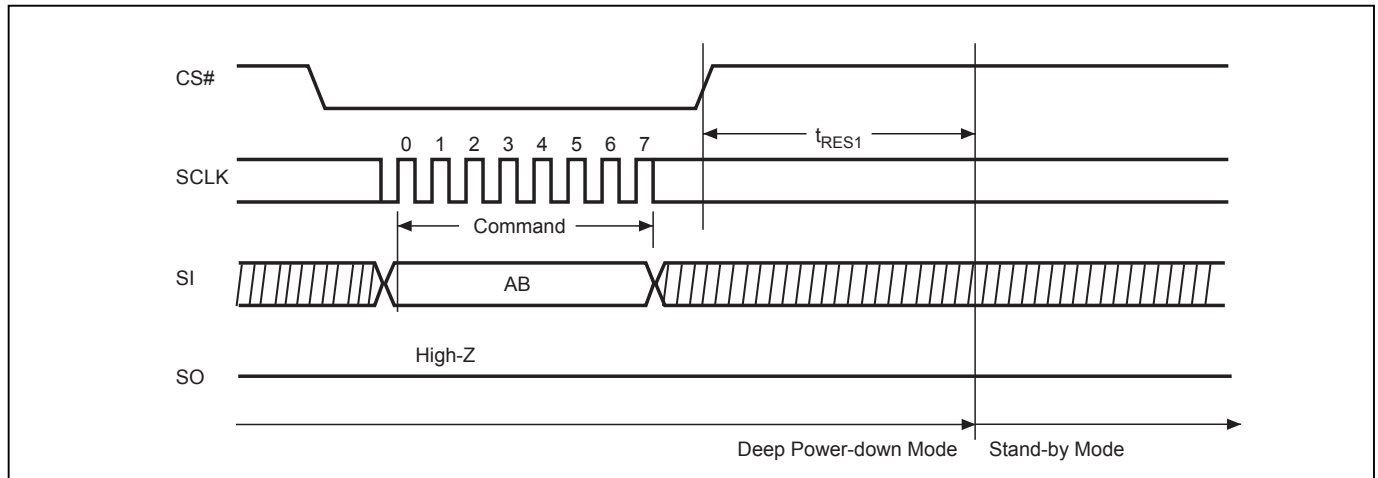 CS#
tRES1
0 1 2 3 4 5 6 7
SCLK
Command
SI
AB
High-Z
SO
Deep Power-down Mode Stand-by Mode